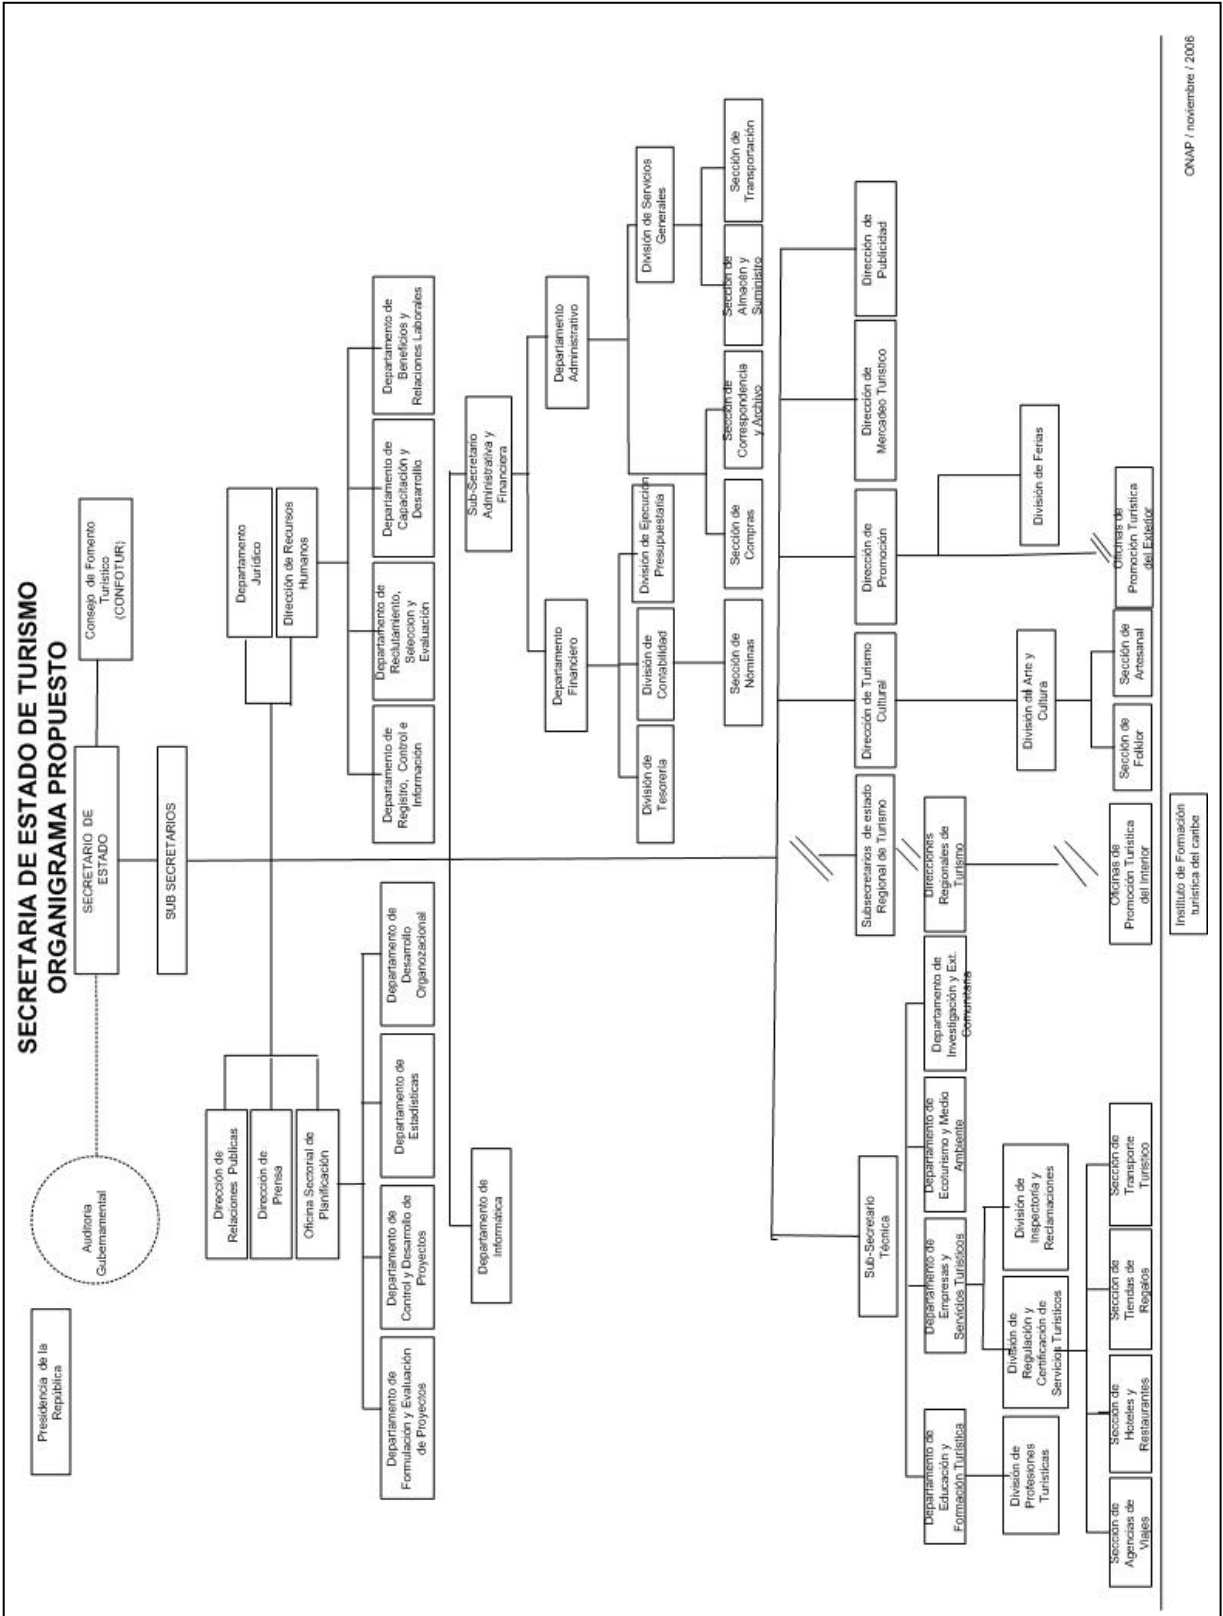 SECRETARIA DE ESTADO DE TURISMO
ORGANIGRAMA PROPUESTO
Presidencia de la
República
Auditoria
Gubernamental
SECRETARIO DE
ESTADO
Consejo de Fomento
Turístico
(CONFOTUR)
SUB SECRETARIOS
Dirección de
Relaciones Publicas
Dirección de
Prensa
Oficina Sectorial de
Planificación
Departamento
Jurídico
Dirección de Recursos
Humanos
Departamento de
Formulación y Evaluación
de Proyectos
Departamento de
Control y Desarrollo de
Proyectos
Departamento de
Estadísticas
Departamento de
Desarrollo
Organozacional
Departamento de
Registro, Control e
Información
Departamento de
Reclutamiento,
Seleccion y
Evaluación
Departamento de
Capacitación y
Desarrolllo
Departamento de
Beneficios y
Relaciones Laborales
Departamento de
Informática
Sub-Secretario
Administrativa y
Financiera
Departamento
Financiero
Departamento
Administrativo
División de
Tesorería
División de
Contabilidad
División de Ejecución
Presupuestaria
División de Servicios
Generales
Sección de
Nóminas
Sección de
Compras
Sección de
Correspondencia
y Archivo
Sección de
Almacén y
Suministro
Sección de
Transportación
Sub-Secretario
Técnica
Subsecretarios de estado
Regional de Turismo
Dirección de Turismo
Cultural
Dirección de
Promoción
Dirección de
Mercadeo Turistico
Dirección de
Publicidad
Departamento de
Educación y
Formación Turística
Departamento de
Empresas y
Servicios Turísticos
Departamento de
Ecoturismo y Medio
Ambiente
Departamento de
Investigación y Ext.
Comunitaria
Direcciones
Regionales de
Turismo
División de
Profesiones
Turísticas
División de
Regulación y
Certificación de
Servicios Turísticos
División de
Inspectoría y
Reclamaciones
División de Arte y
Cultura
División de Ferias
Sección de
Agencias de
Viajes
Sección de
Hoteles y
Restaurantes
Sección de
Tiendas de
Regalos
Sección de
Transporte
Turístico
Oficinas de
Promoción Turística
del Interior
Sección de
Folklor
Sección de
Artesanal
Oficinas de
Promoción Turística
del Exterior
Instituto de Formación
turística del caribe
ONAP / noviembre / 2006